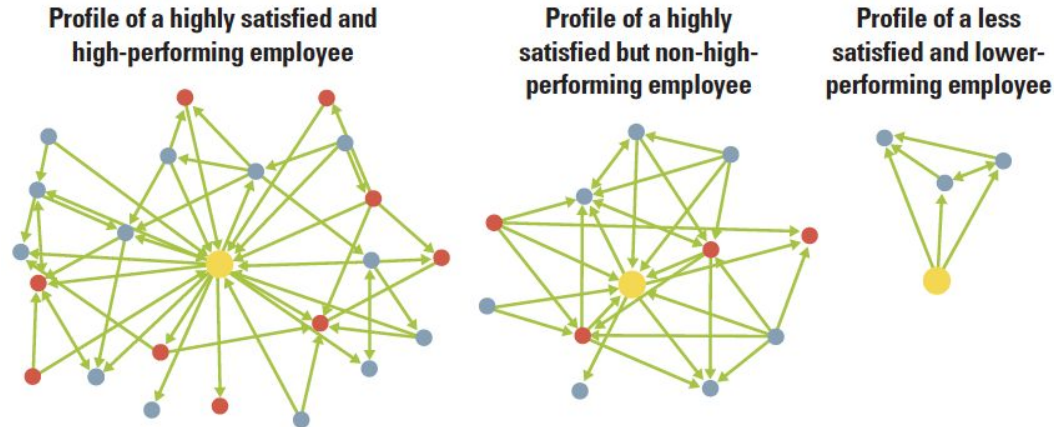 Profile of a highly satisfied and
high-performing employee
Profile of a highly
satisfied but non-high-
performing employee
Profile of a less
satisfied and lower-
performing employee